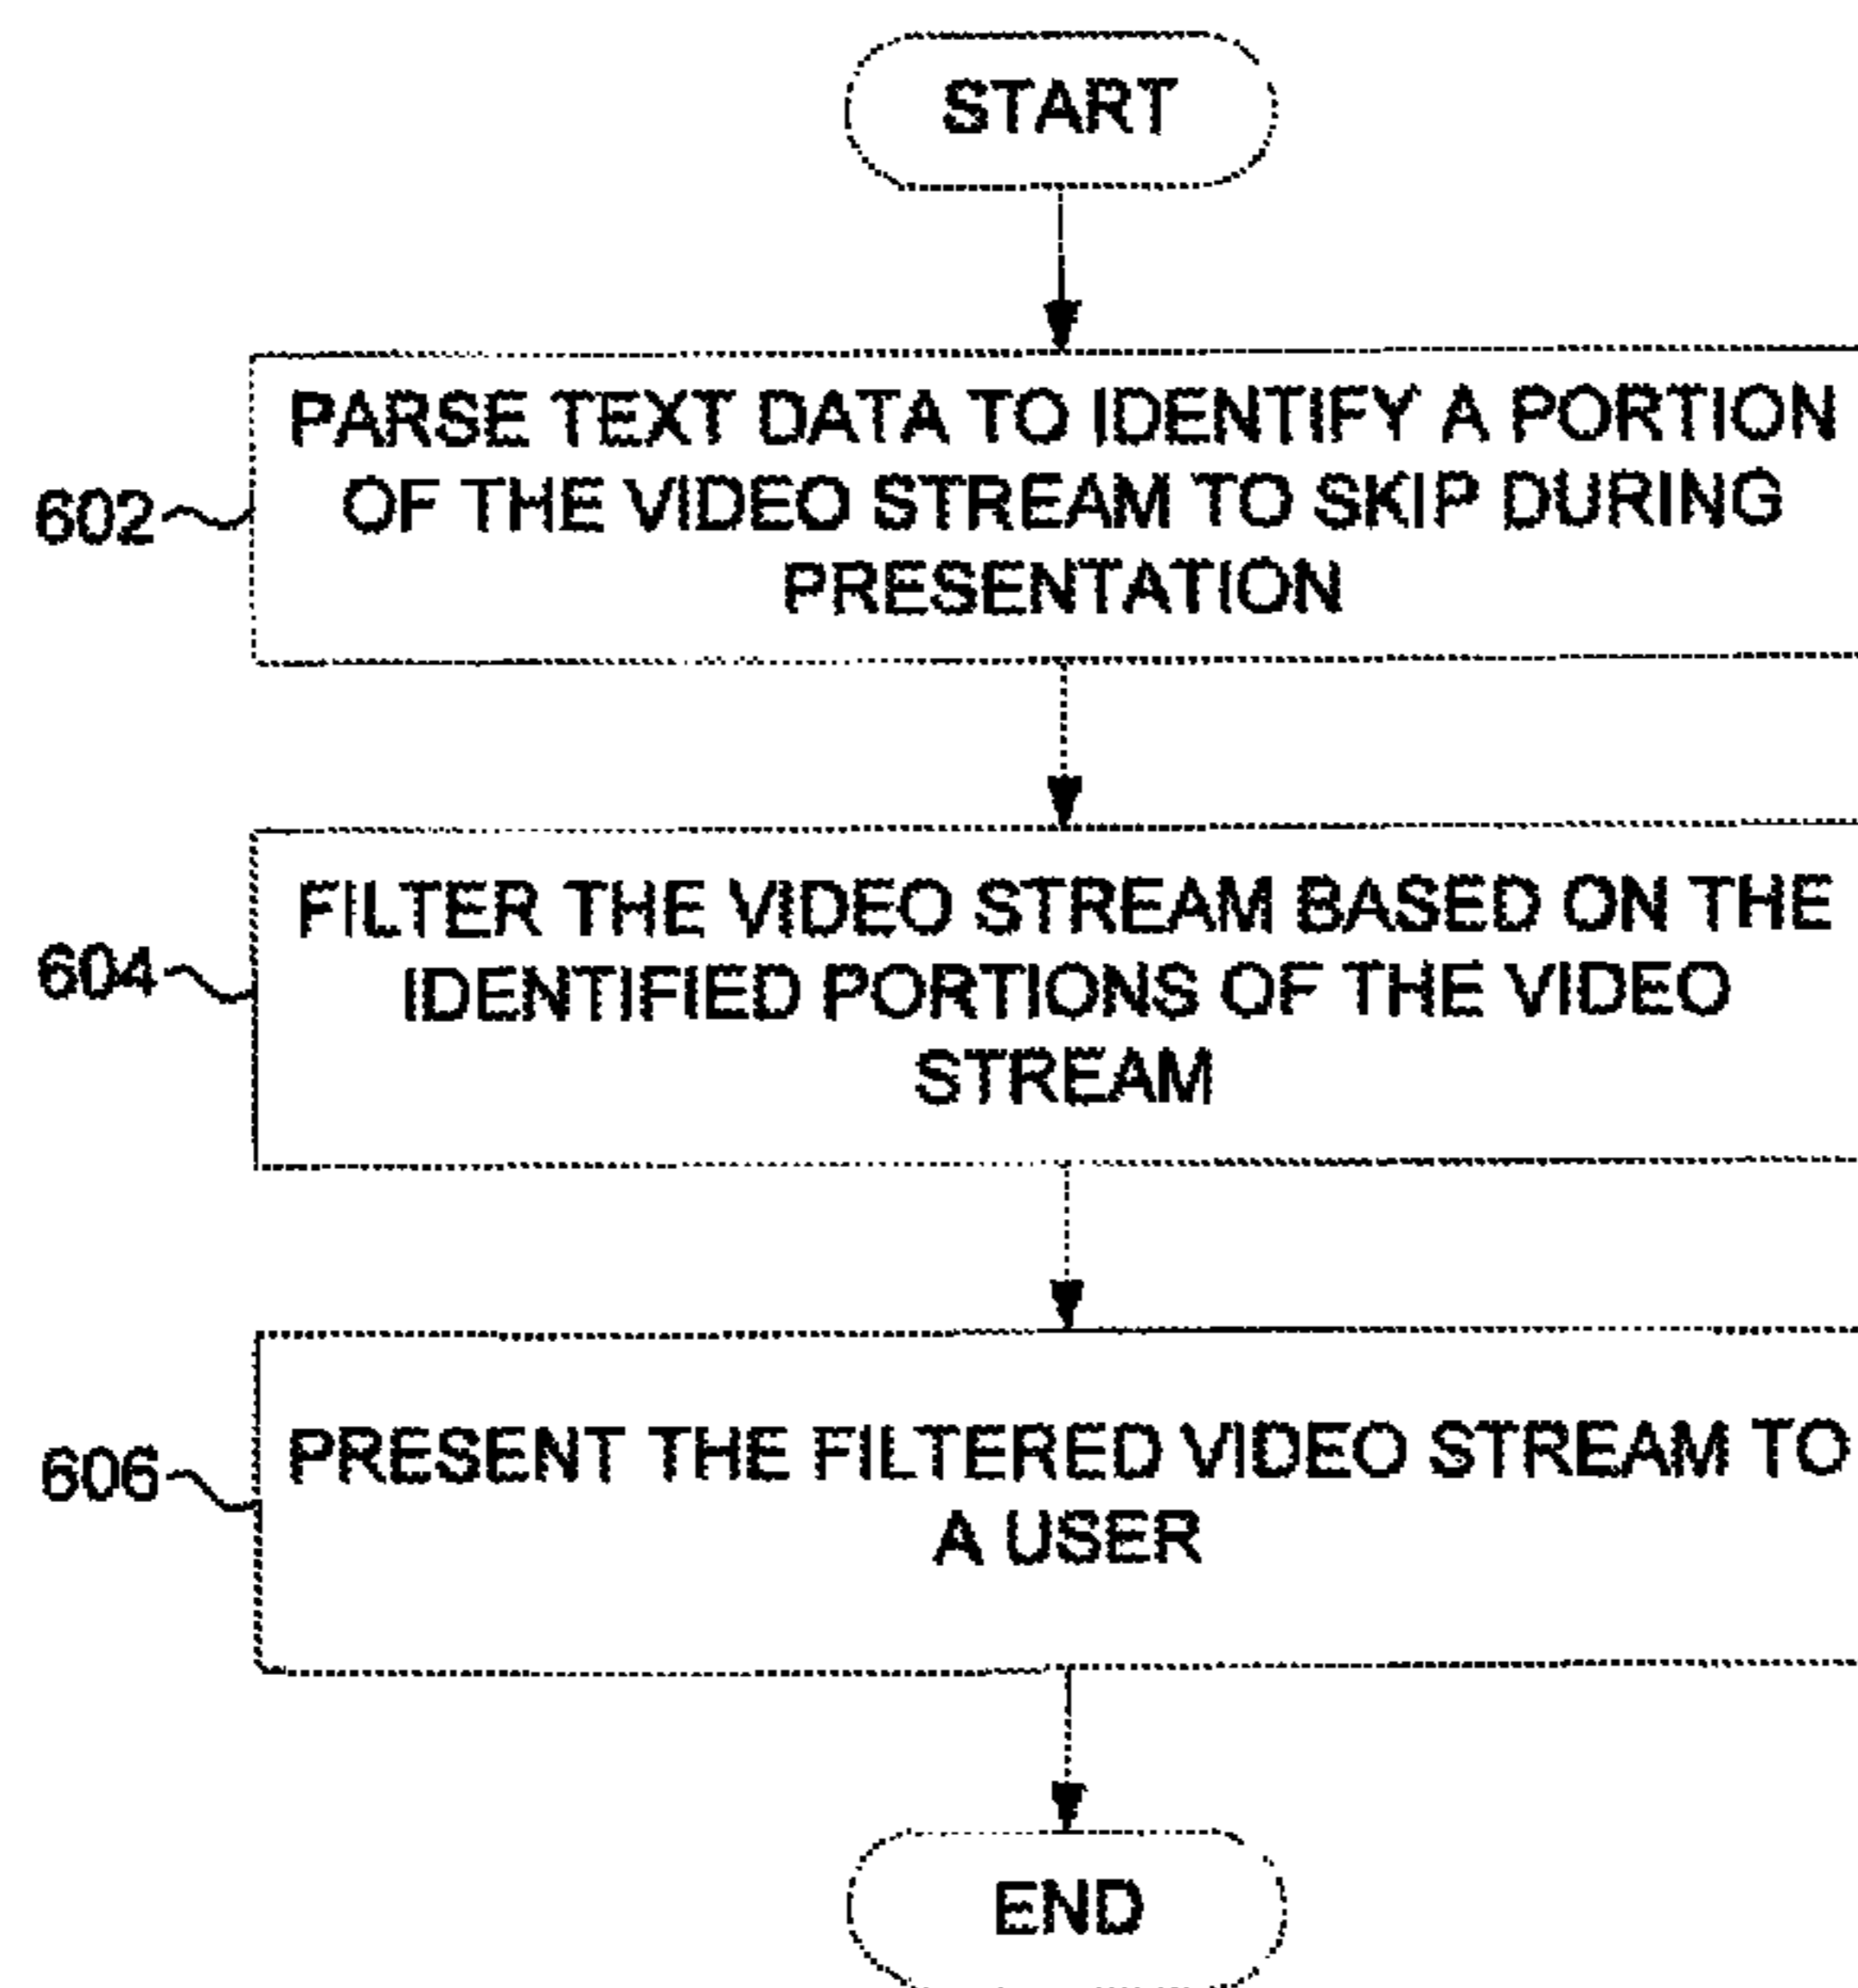 START
PARSE TEXT DATA TO IDENTIFY A PORTION
OF THE VIDEO STREAM TO SKIP DURING
PRESENTATION
602
FILTER THE VIDEO STREAM BASED ON THE
IDENTIFIED PORTIONS OF THE VIDEO
STREAM
604
PRESENT THE FILTERED VIDEO STREAM TO
A USER
606
END